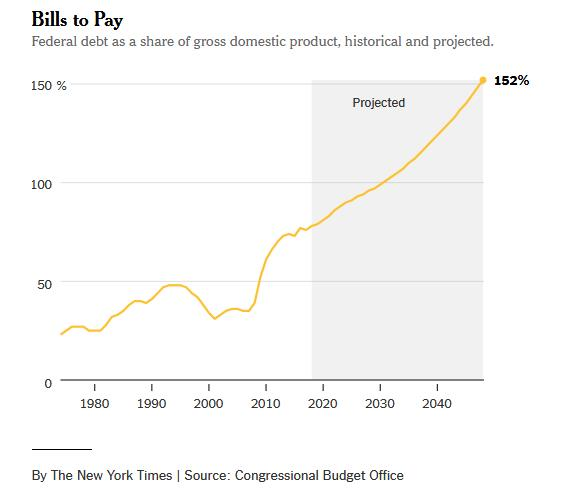 Bills to Pay
Federal debt as a share of gross domestic product, historical and projected.
150 %
152%
Projected
100
50
0
1980 1990 2000 2010 2020 2030 2040
By The New York Times | Source: Congressional Budget Office